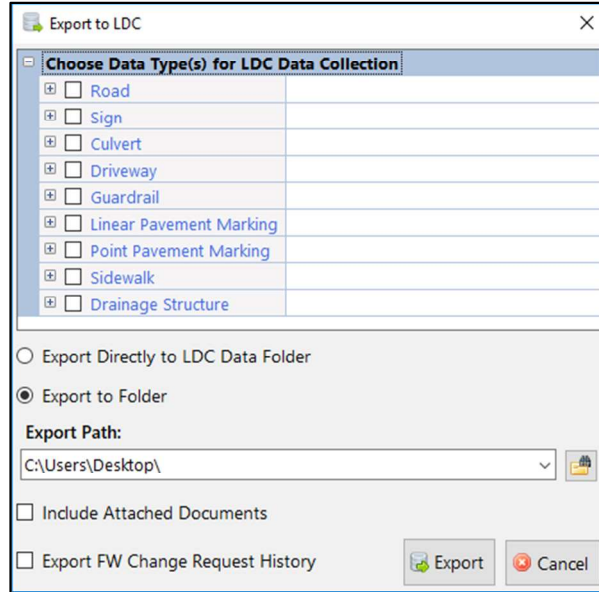 Export to LDC
Choose Data Type(s) for LDC Data Collection
Road
Sign
Culvert
Driveway
Guardrail
Linear Pavement Marking
Point Pavement Marking
Sidewalk
Drainage Structure
Export Directly to LDC Data Folder
Export to Folder
Export Path:
C:\Users\Desktop\
Include Attached Documents
Export FW Change Request History
Export
Cancel